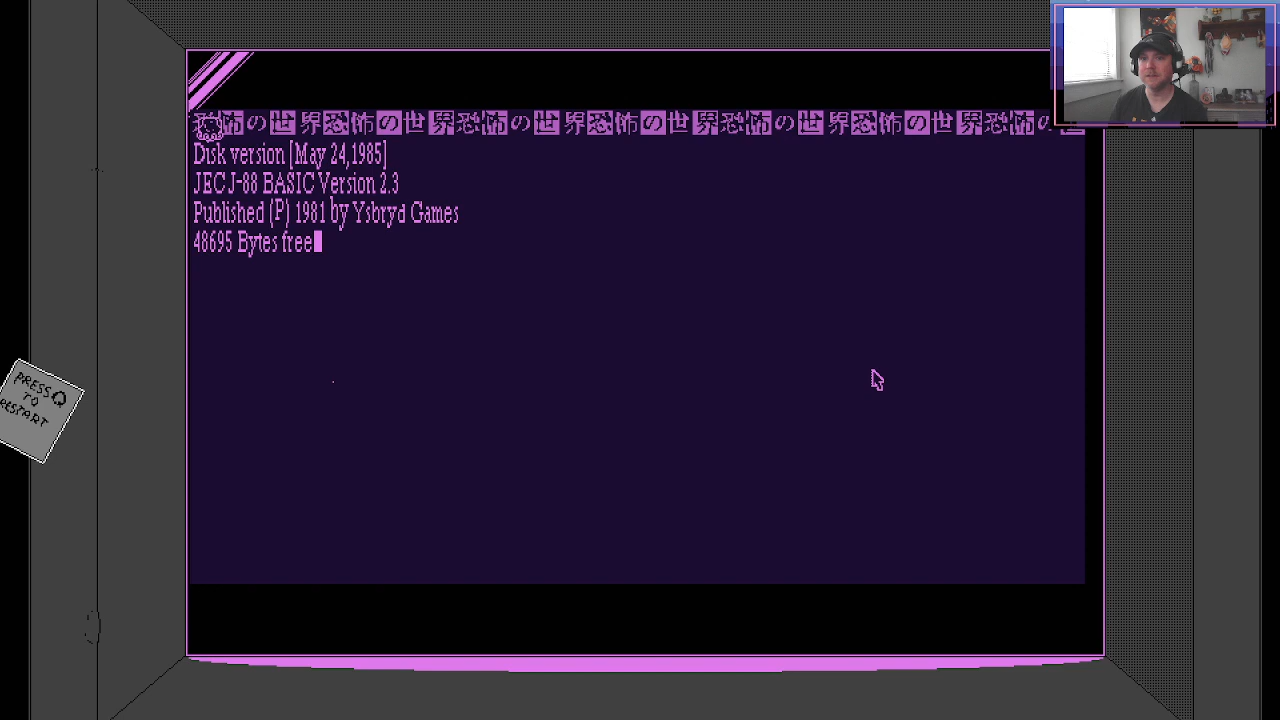 恐怖の世界恐怖の世界恐怖の世界恐怖の世界恐怖の世界恐怖の世界恐怖の
Disk version [May 24,1985]
JEC J-88 BASIC Version 2.3
Published (P) 1981 by Ysbryd Games
48695 Bytes free
PRESS Q
TO
RESTART